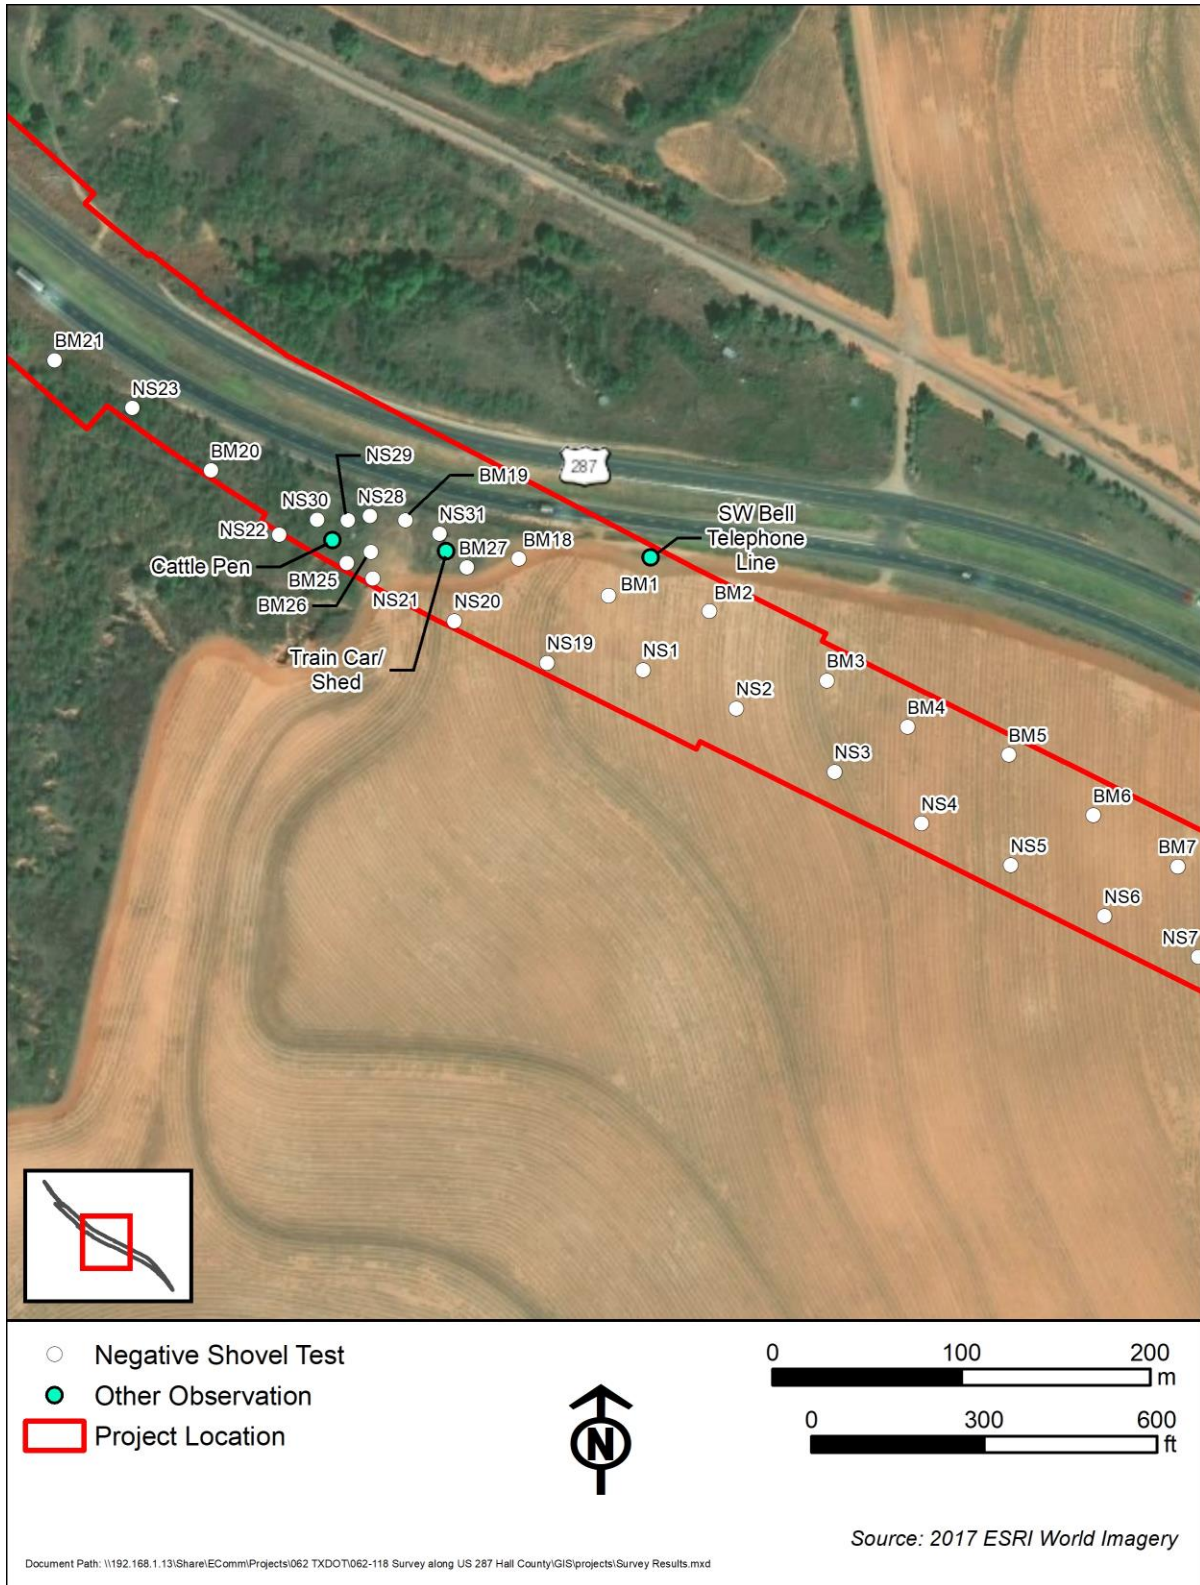 BM21
NS23
BM20
NS29
NS28
BM19
NS30
NS22
NS31
Cattle Pen
BM25
BM26
NS21
BM27
BM18
NS20
Train Car/
Shed
287
SW Bell
Telephone
Line
BM1
BM2
NS19
NS1
NS2
BM3
BM4
NS3
BM5
NS4
BM6
NS5
BM7
NS6
NS7
Negative Shovel Test
Other Observation
Project Location
N
0 100 200
m
0 300 600
ft
Source: 2017 ESRI World Imagery
Document Path: \\192.168.1.13\Share\EComm\Projects\062 TXDOT\062-118 Survey along US 287 Hall County\GIS\projects\Survey Results.mxd